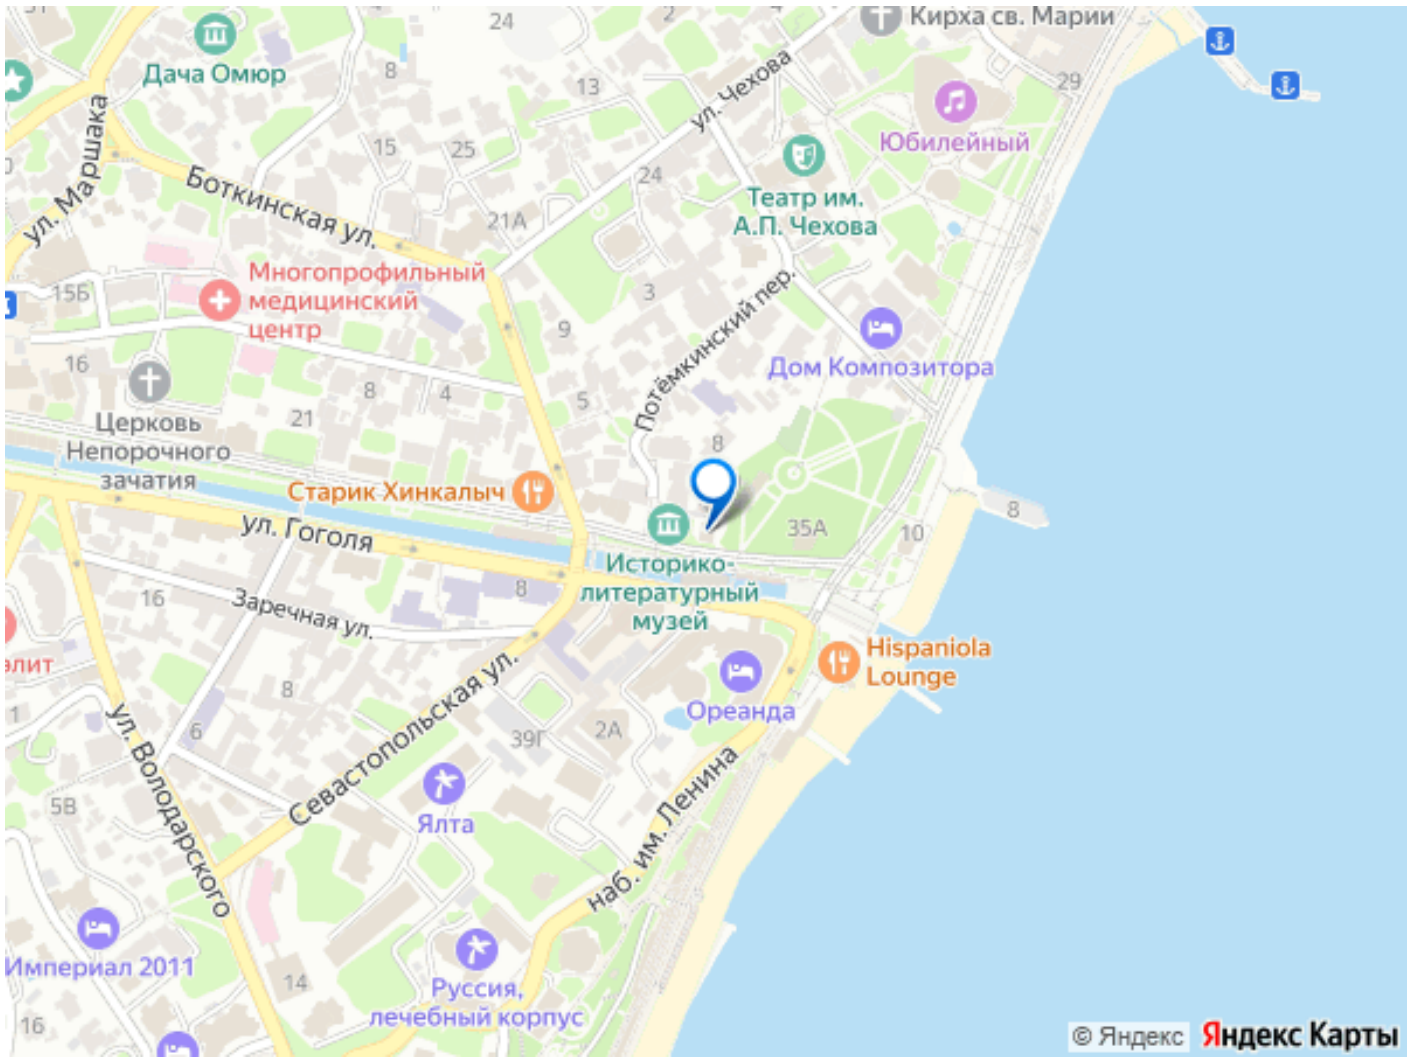 31
2
24
Кирха св. Марии
Дача Омюр
8
13
ул. Чехова
29
Юбилейный
ул. Маршака
15
25
24
Боткинская ул.
21А
Театр им.
А.П. Чехова
Многопрофильный
медицинский
центр
15Б
3
9
Потёмкинский пер.
Дом Композитора
16
8
4
5
Церковь
Непорочного
зачатия
21
8
Старик Хинкалыч
ул. Гоголя
35А
10
8
Историко-
литературный
музей
16
8
Заречная ул.
элит
Hispaniola
Lounge
8
Ореанда
1
6
39Г
2А
Севастопольская ул.
ул. Володарского
5В
Ялта
наб. им. Ленина
Империал 2011
14
Руссия,
лечебный корпус
16
© Яндекс
Яндекс Карты